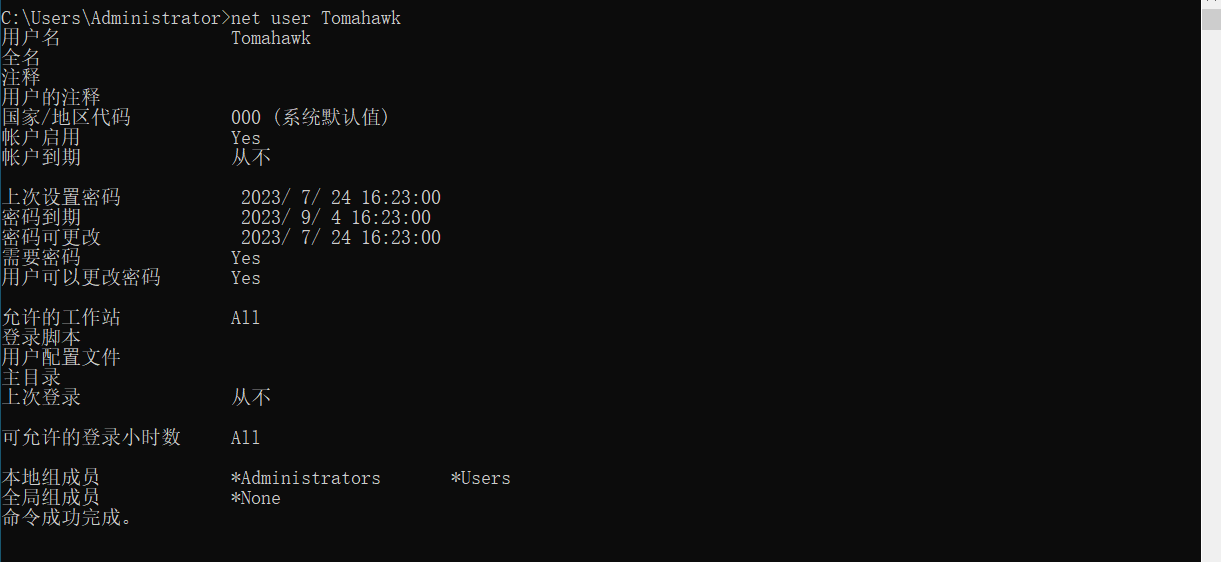 C:\Users\Administrator>net user Tomahawk
用户名 Tomahawk
全名
注释
用户的注释
国家/地区代码 000 (系统默认值)
帐户启用 Yes
帐户到期 从不
上次设置密码 2023/ 7/ 24 16:23:00
密码到期 2023/ 9/ 4 16:23:00
密码可更改 2023/ 7/ 24 16:23:00
需要密码 Yes
用户可以更改密码 Yes
允许的工作站 All
登录脚本
用户配置文件
主目录
上次登录 从不
可允许的登录小时数 All
本地组成员 *Administrators *Users
全局组成员 *None
命令成功完成。